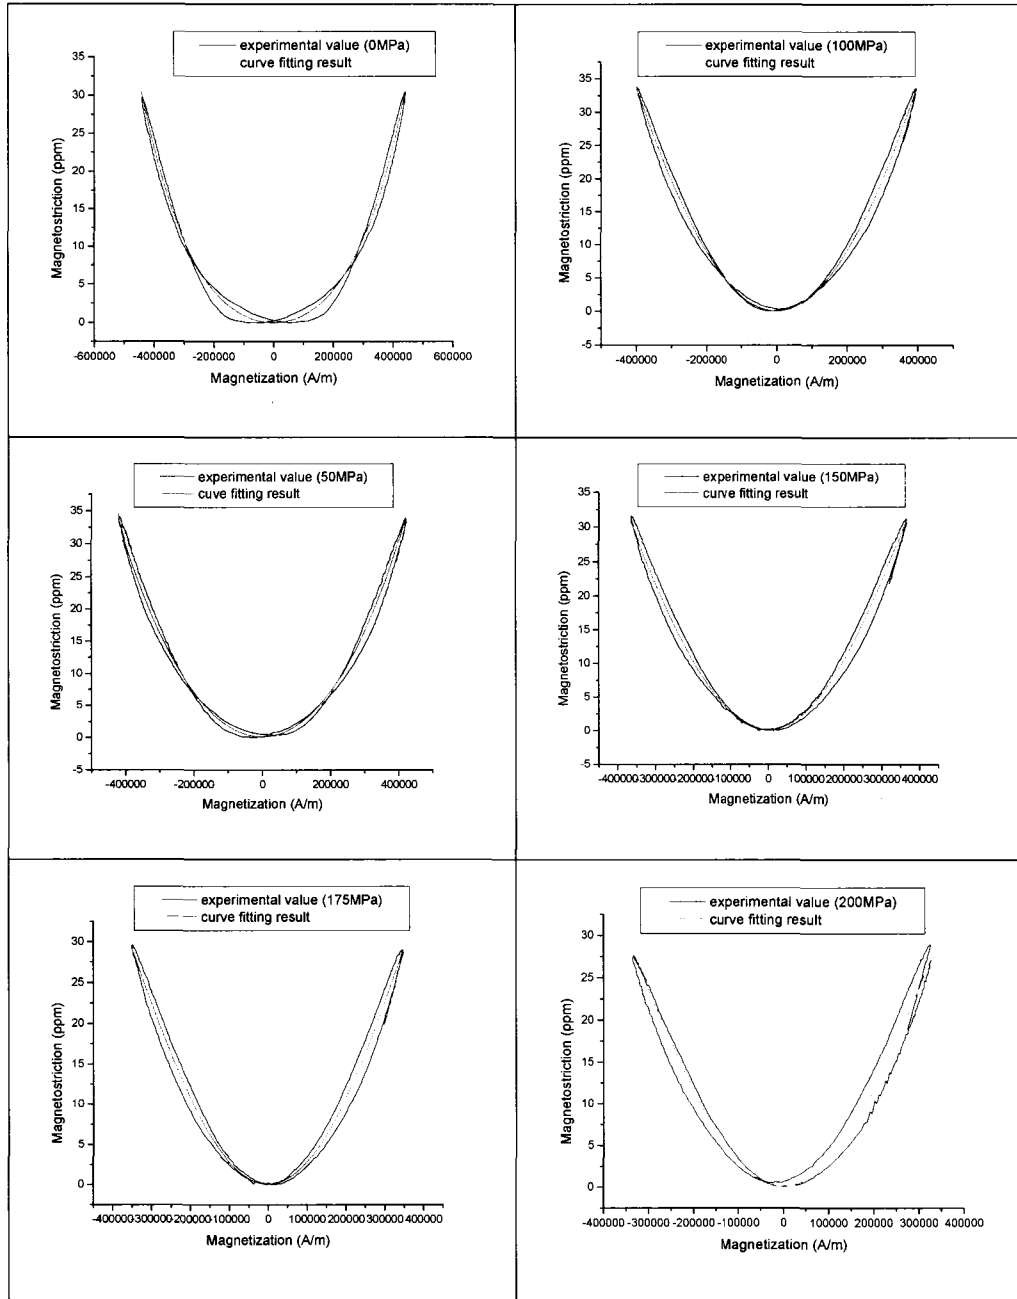 experimental value (0MPa)
curve fitting result
35
30
25
20
15
10
5
0
Magnetostriction (ppm)
-600000 -400000 -200000 0 200000 400000 600000
Magnetization (A/m)
experimental value (100MPa)
curve fitting result
35
30
25
20
15
10
5
0
-5
Magnetostriction (ppm)
-400000 -200000 0 200000 400000
Magnetization (A/m)
experimental value (50MPa)
cuve fitting result
35
30
25
20
15
10
5
0
-5
Magnetostriction (ppm)
-400000 -200000 0 200000 400000
Magnetization (A/m)
experimental value (150MPa)
curve fitting result
35
30
25
20
15
10
5
0
-5
Magnetostriction (ppm)
-400000 -300000 -200000 -100000 0 100000 200000 300000 400000
Magnetization (A/m)
experimental value (175MPa)
curve fitting result
30
25
20
15
10
5
0
Magnetostriction (ppm)
-400000 -300000 -200000 -100000 0 100000 200000 300000 400000
Magnetization (A/m)
experimental value (200MPa)
curve fitting result
30
25
20
15
10
5
0
Magnetostriction (ppm)
-400000 -300000 -200000 -100000 0 100000 200000 300000 400000
Magnetization (A/m)